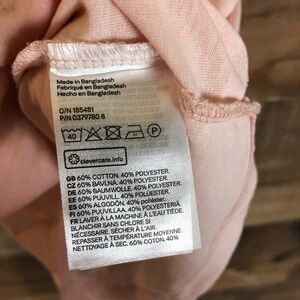 Made in Bangladesh
Fabriqué en Bangladesh
Hecho en Bangladesh
O/N 185481
P/N 0379780 8
40 P
clevercare.info
GB 60% COTTON. 40% POLYESTER.
CZ 60% BAVLNA. 40% POLYESTER.
DE 60% BAUMWOLLE. 40% POLYESTER.
EE 60% PUUVILL. 40% POLÜESTER.
ES 60% ALGODÓN. 40% poliéster.
FI 60% PUUVILLAA. 40% POLYESTERIÄ.
FR LAVER À LA MACHINE À L'EAU TIÈDE.
BLANCHIR SANS CHLORE SI
NÉCESSAIRE. SÉCHER À L'AIR.
REPASSER À TEMPÉRATURE MOYENNE
NETTOYAGE À SEC. 60% COTON. 40%